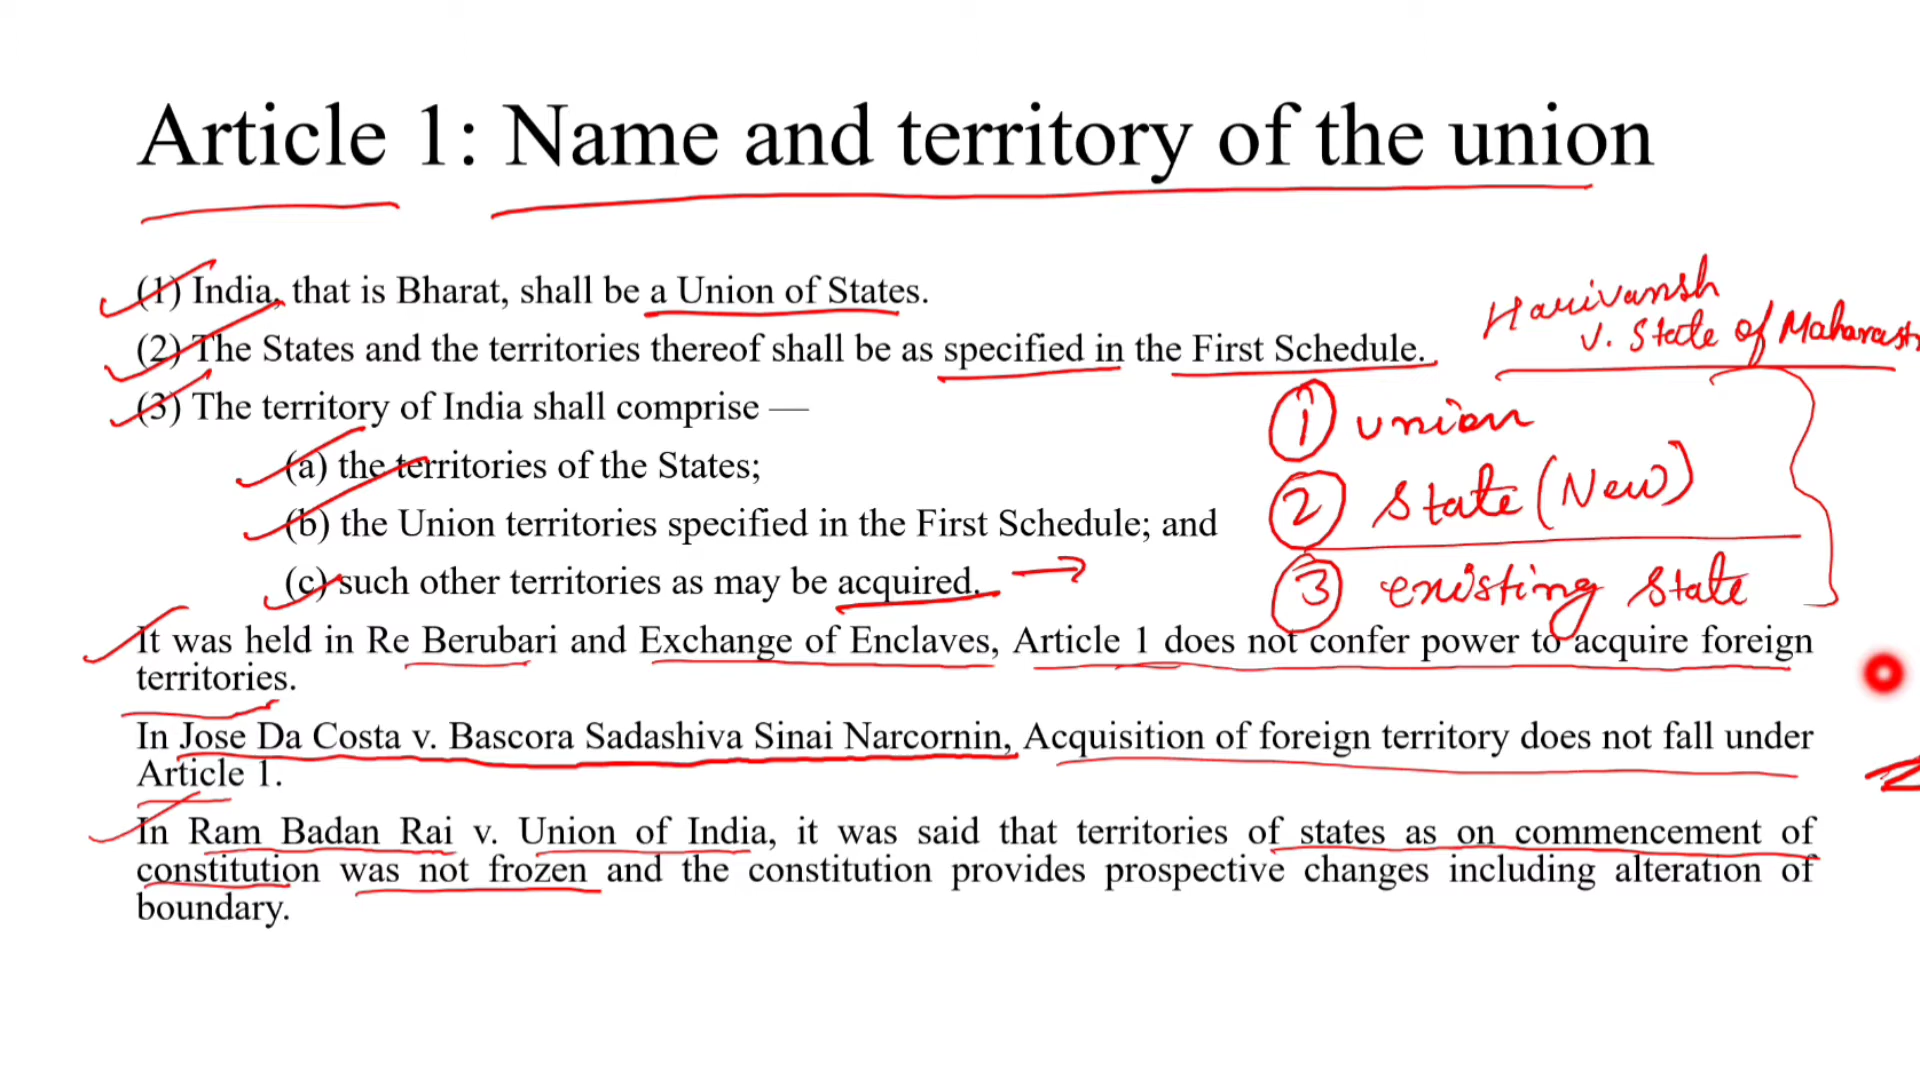 Article 1: Name and territory of the union
(1) India, that is Bharat, shall be a Union of States.
(2) The States and the territories thereof shall be as specified in the First Schedule.
(3) The territory of India shall comprise —
(a) the territories of the States;
(b) the Union territories specified in the First Schedule; and
(c) such other territories as may be acquired.
It was held in Re Berubari and Exchange of Enclaves, Article 1 does not confer power to acquire foreign
territories.
In Jose Da Costa v. Bascora Sadashiva Sinai Narcornin, Acquisition of foreign territory does not fall under
Article 1.
In Ram Badan Rai v. Union of India, it was said that territories of states as on commencement of
constitution was not frozen and the constitution provides prospective changes including alteration of
boundary.
Harivansh
v. State of Maharast
1 union
2 State (New)
3 existing State